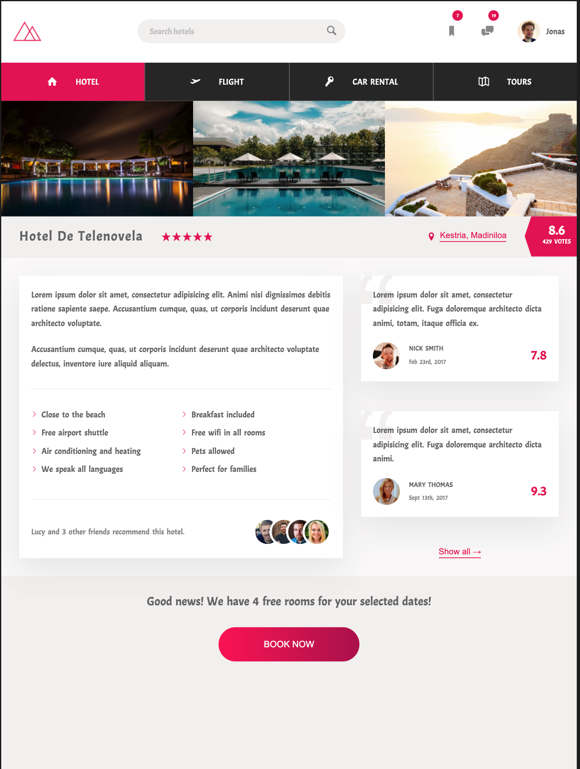 Search hotels
7
19
Jonas
HOTEL
FLIGHT
CAR RENTAL
TOURS
Hotel De Telenovela
Kestria, Madiniloa
8.6
429 VOTES
Lorem ipsum dolor sit amet, consectetur adipisicing elit. Animi nisi dignissimos debitis
ratione sapiente saepe. Accusantium cumque, quas, ut corporis incidunt deserunt quae
architecto voluptate.
Accusantium cumque, quas, ut corporis incidunt deserunt quae architecto voluptate
delectus, inventore iure aliquid aliquam.
Close to the beach
Breakfast included
Free airport shuttle
Free wifi in all rooms
Air conditioning and heating
Pets allowed
We speak all languages
Perfect for families
Lucy and 3 other friends recommend this hotel.
“
Lorem ipsum dolor sit amet, consectetur
adipisicing elit. Fuga doloremque architecto dicta
animi, totam, itaque officia ex.
NICK SMITH
Feb 23rd, 2017
7.8
“
Lorem ipsum dolor sit amet, consectetur
adipisicing elit. Fuga doloremque architecto dicta
animi.
MARY THOMAS
Sept 13th, 2017
9.3
Show all →
Good news! We have 4 free rooms for your selected dates!
BOOK NOW